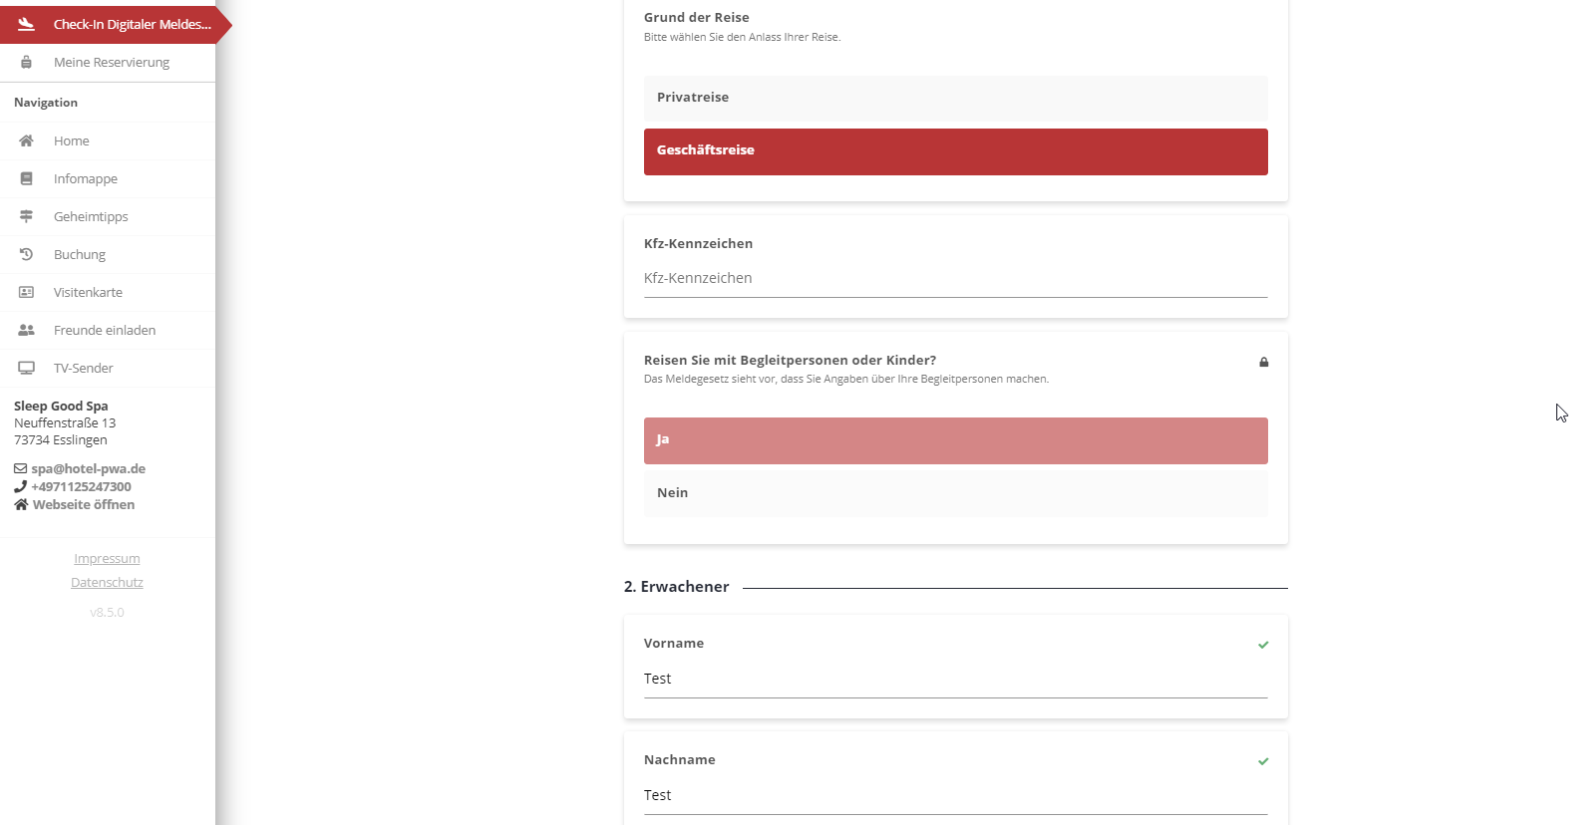 Check-In Digitaler Meldes...
Meine Reservierung
Navigation
Home
Infomappe
Geheimtipps
Buchung
Visitenkarte
Freunde einladen
TV-Sender
Sleep Good Spa
Neuffenstraße 13
73734 Esslingen
spa@hotel-pwa.de
+4971125247300
Webseite öffnen
Impressum
Datenschutz
v8.5.0
Grund der Reise
Bitte wählen Sie den Anlass Ihrer Reise.
Privatreise
Geschäftsreise
Kfz-Kennzeichen
Kfz-Kennzeichen
Reisen Sie mit Begleitpersonen oder Kinder?
Das Meldegesetz sieht vor, dass Sie Angaben über Ihre Begleitpersonen machen.
Ja
Nein
2. Erwachener
Vorname
Test
Nachname
Test